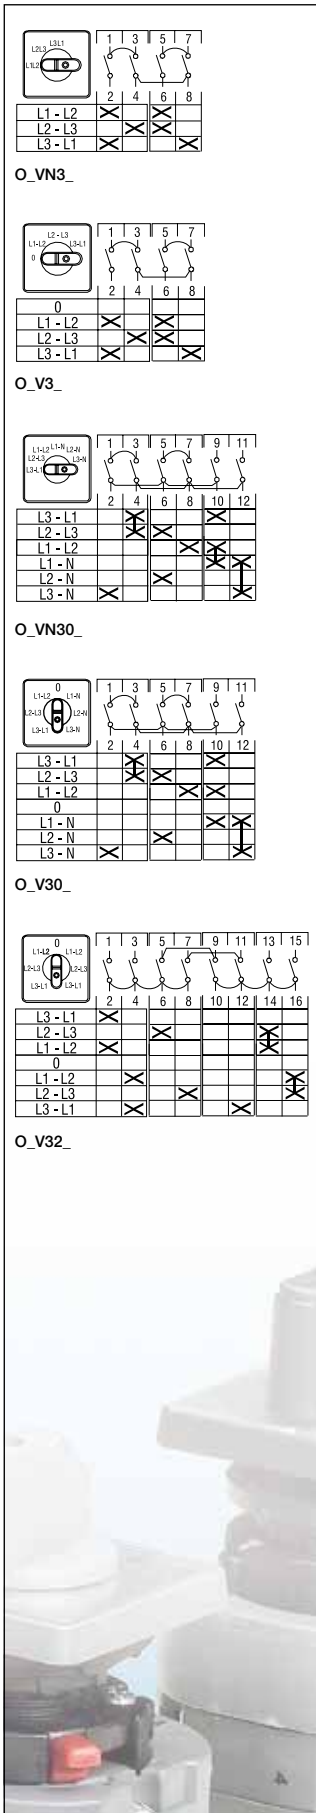 L3L1
L2L3
L1L2
1 3 5 7
2 4 6 8
L1 - L2
L2 - L3
L3 - L1
O_VN3_
L2 - L3
L1-L2 L3-L1
0
1 3 5 7
2 4 6 8
0
L1 - L2
L2 - L3
L3 - L1
O_V3_
L1-L2 L1-N L2-N
L2-L3 L3-N
L3-L1
1 3 5 7 9 11
2 4 6 8 10 12
L3 - L1
L2 - L3
L1 - L2
L1 - N
L2 - N
L3 - N
O_VN30_
0
L1-L2 L1-N
L2-L3 L2-N
L3-L1 L3-N
1 3 5 7 9 11
2 4 6 8 10 12
L3 - L1
L2 - L3
L1 - L2
0
L1 - N
L2 - N
L3 - N
O_V30_
0
L1-L2 L1-L2
L2-L3 L2-L3
L3-L1 L3-L1
1 3 5 7 9 11 13 15
2 4 6 8 10 12 14 16
L3 - L1
L2 - L3
L1 - L2
0
L1 - L2
L2 - L3
L3 - L1
O_V32_